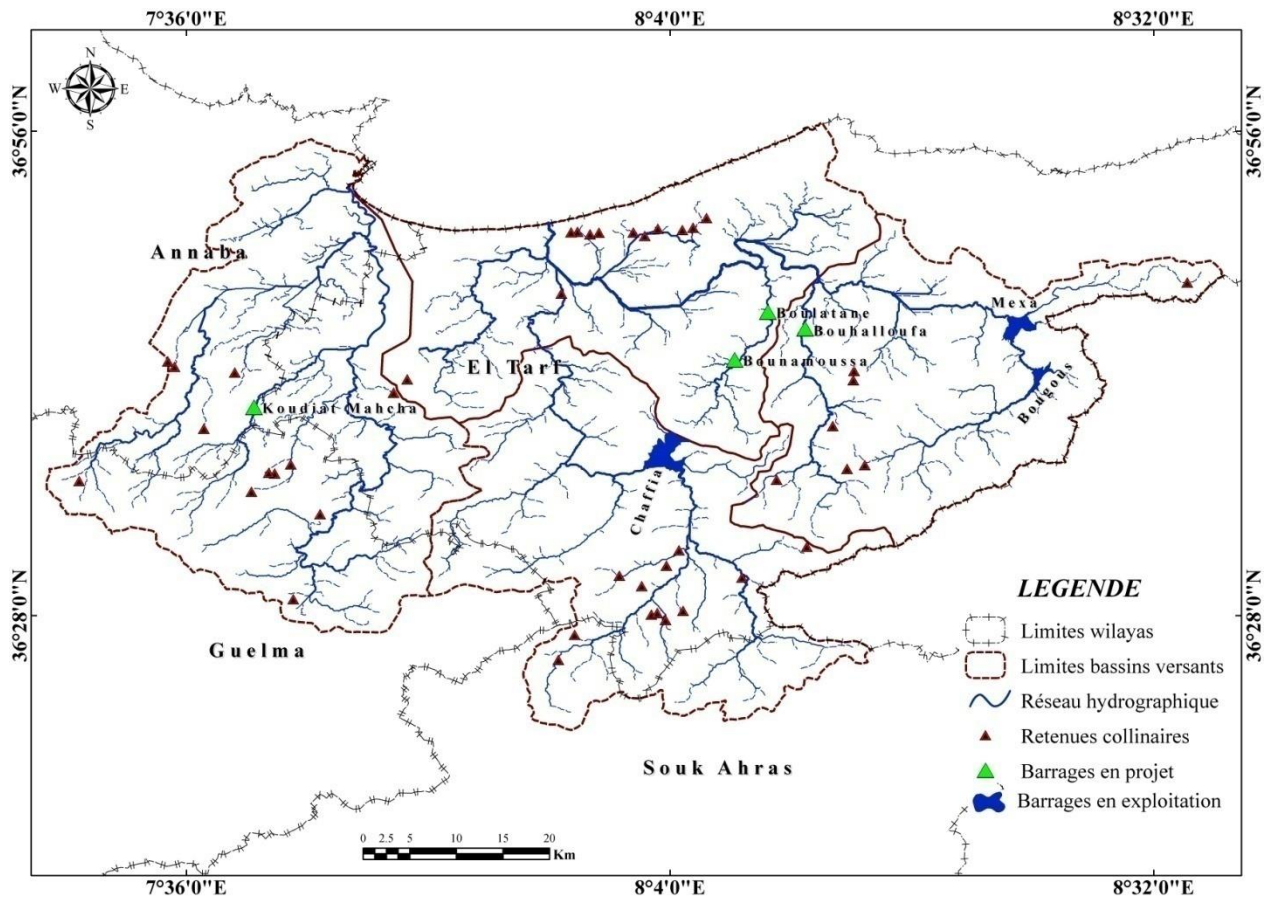 7°36'0"E
8°4'0"E
8°32'0"E
36°56'0"N
36°56'0"N
N
W
E
S
Annaba
Mexa
Boulatane
Bouhalloufa
El Tarf
Bounamoussa
Bougous
Koudiat Mahcha
Chaffia
36°28'0"N
36°28'0"N
Guelma
Souk Ahras
LEGENDE
Limites wilayas
Limites bassins versants
Réseau hydrographique
Retenues collinaires
Barrages en projet
Barrages en exploitation
0 2.5 5 10 15 20
Km
7°36'0"E
8°4'0"E
8°32'0"E